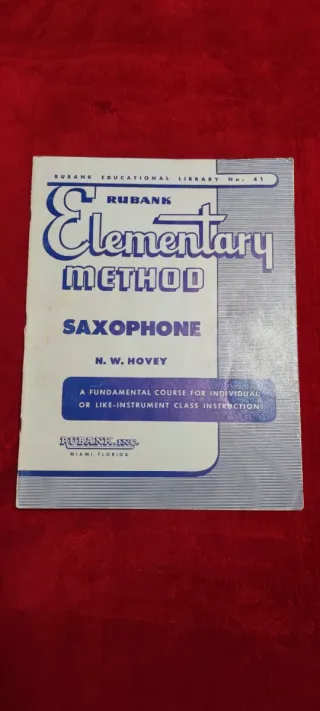 RUBANK EDUCATIONAL LIBRARY No. 41
RUBANK
Elementary
METHOD
SAXOPHONE
N. W. HOVEY
A FUNDAMENTAL COURSE FOR INDIVIDUAL
OR LIKE-INSTRUMENT CLASS INSTRUCTION
RUBANK, INC.
MIAMI, FLORIDA